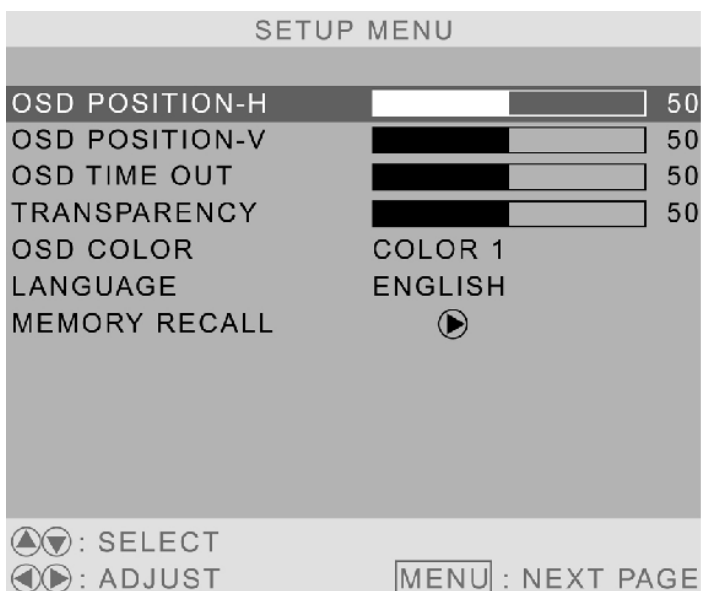 SETUP MENU
OSD POSITION-H 50
OSD POSITION-V 50
OSD TIME OUT 50
TRANSPARENCY 50
OSD COLOR COLOR 1
LANGUAGE ENGLISH
MEMORY RECALL
: SELECT
: ADJUST MENU : NEXT PAGE